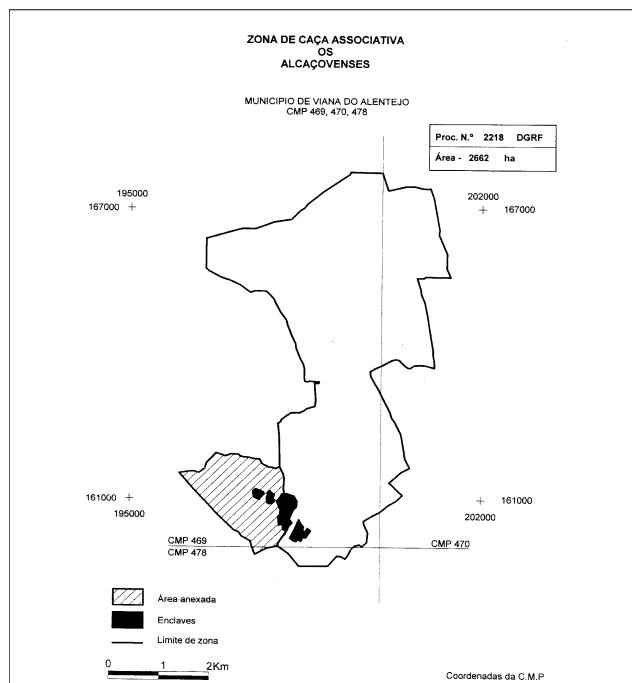 ZONA DE CAÇA ASSOCIATIVA
OS
ALCAÇOVENSES
MUNICIPIO DE VIANA DO ALENTEJO
CMP 469, 470, 478
Proc. N.º 2218 DGRF
Área - 2662 ha
195000
167000
202000
167000
161000
195000
161000
202000
CMP 469
CMP 478
CMP 470
Área anexada
Enclaves
Limite de zona
0 1 2Km
Coordenadas da C.M.P